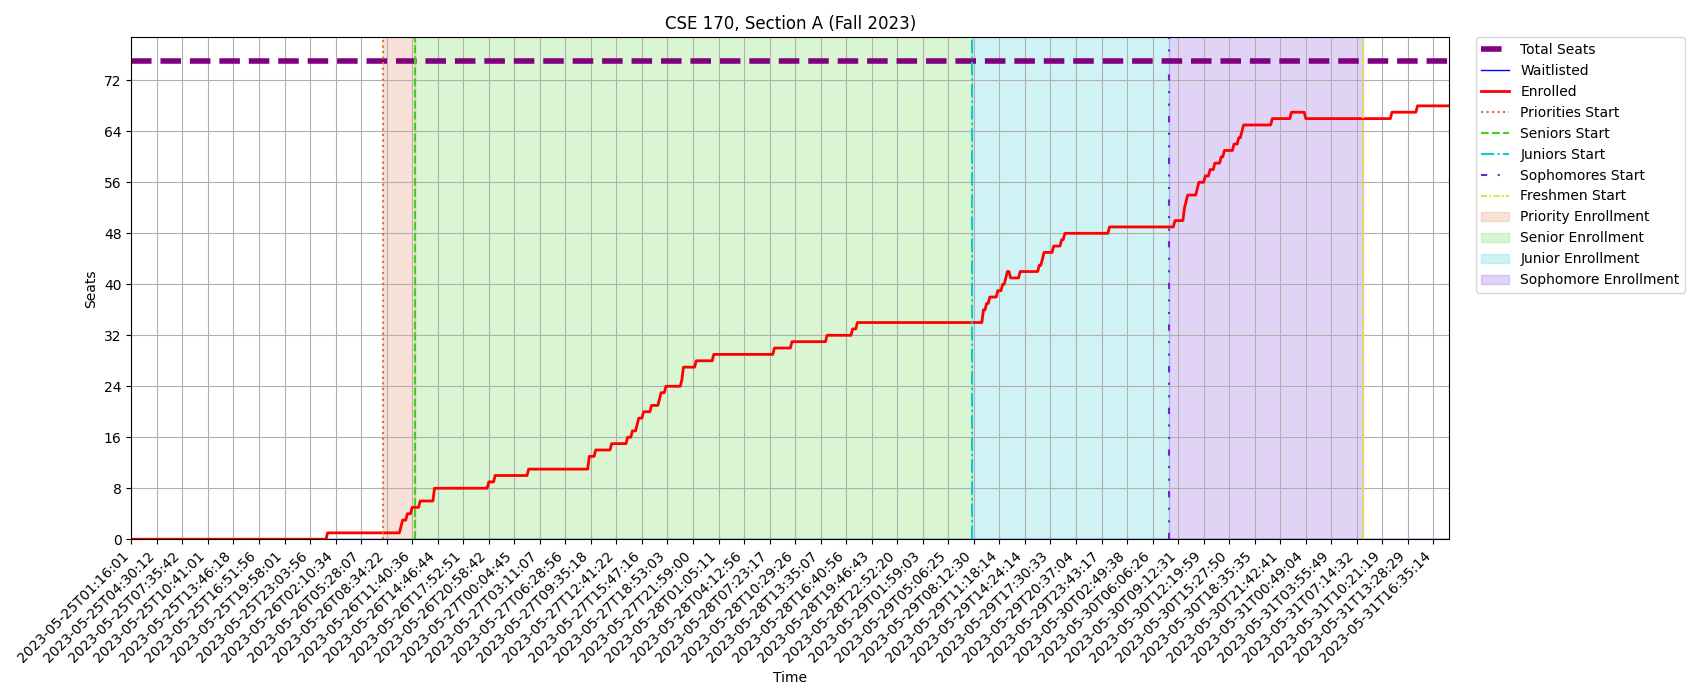 CSE 170, Section A (Fall 2023)
Seats
72
64
56
48
40
32
24
16
8
0
2023-05-25T01:16:01
2023-05-25T04:30:12
2023-05-25T07:35:42
2023-05-25T10:41:01
2023-05-25T13:46:18
2023-05-25T16:51:56
2023-05-25T19:58:01
2023-05-25T23:03:56
2023-05-26T02:10:34
2023-05-26T05:28:07
2023-05-26T08:34:22
2023-05-26T11:40:36
2023-05-26T14:46:44
2023-05-26T17:52:51
2023-05-26T20:58:42
2023-05-27T00:04:45
2023-05-27T03:11:07
2023-05-27T06:28:56
2023-05-27T09:35:18
2023-05-27T12:41:22
2023-05-27T15:47:16
2023-05-27T18:53:03
2023-05-27T21:59:00
2023-05-28T01:05:11
2023-05-28T04:12:56
2023-05-28T07:23:17
2023-05-28T10:29:26
2023-05-28T13:35:07
2023-05-28T16:40:56
2023-05-28T19:46:43
2023-05-28T22:52:20
2023-05-29T01:59:03
2023-05-29T05:06:25
2023-05-29T08:12:30
2023-05-29T11:18:14
2023-05-29T14:24:14
2023-05-29T17:30:33
2023-05-29T20:37:04
2023-05-29T23:43:17
2023-05-30T02:49:38
2023-05-30T06:06:26
2023-05-30T09:12:31
2023-05-30T12:19:59
2023-05-30T15:27:50
2023-05-30T18:35:35
2023-05-30T21:42:41
2023-05-31T00:49:04
2023-05-31T03:55:49
2023-05-31T07:14:32
2023-05-31T10:21:19
2023-05-31T13:28:29
2023-05-31T16:35:14
Time
Total Seats
Waitlisted
Enrolled
Priorities Start
Seniors Start
Juniors Start
Sophomores Start
Freshmen Start
Priority Enrollment
Senior Enrollment
Junior Enrollment
Sophomore Enrollment